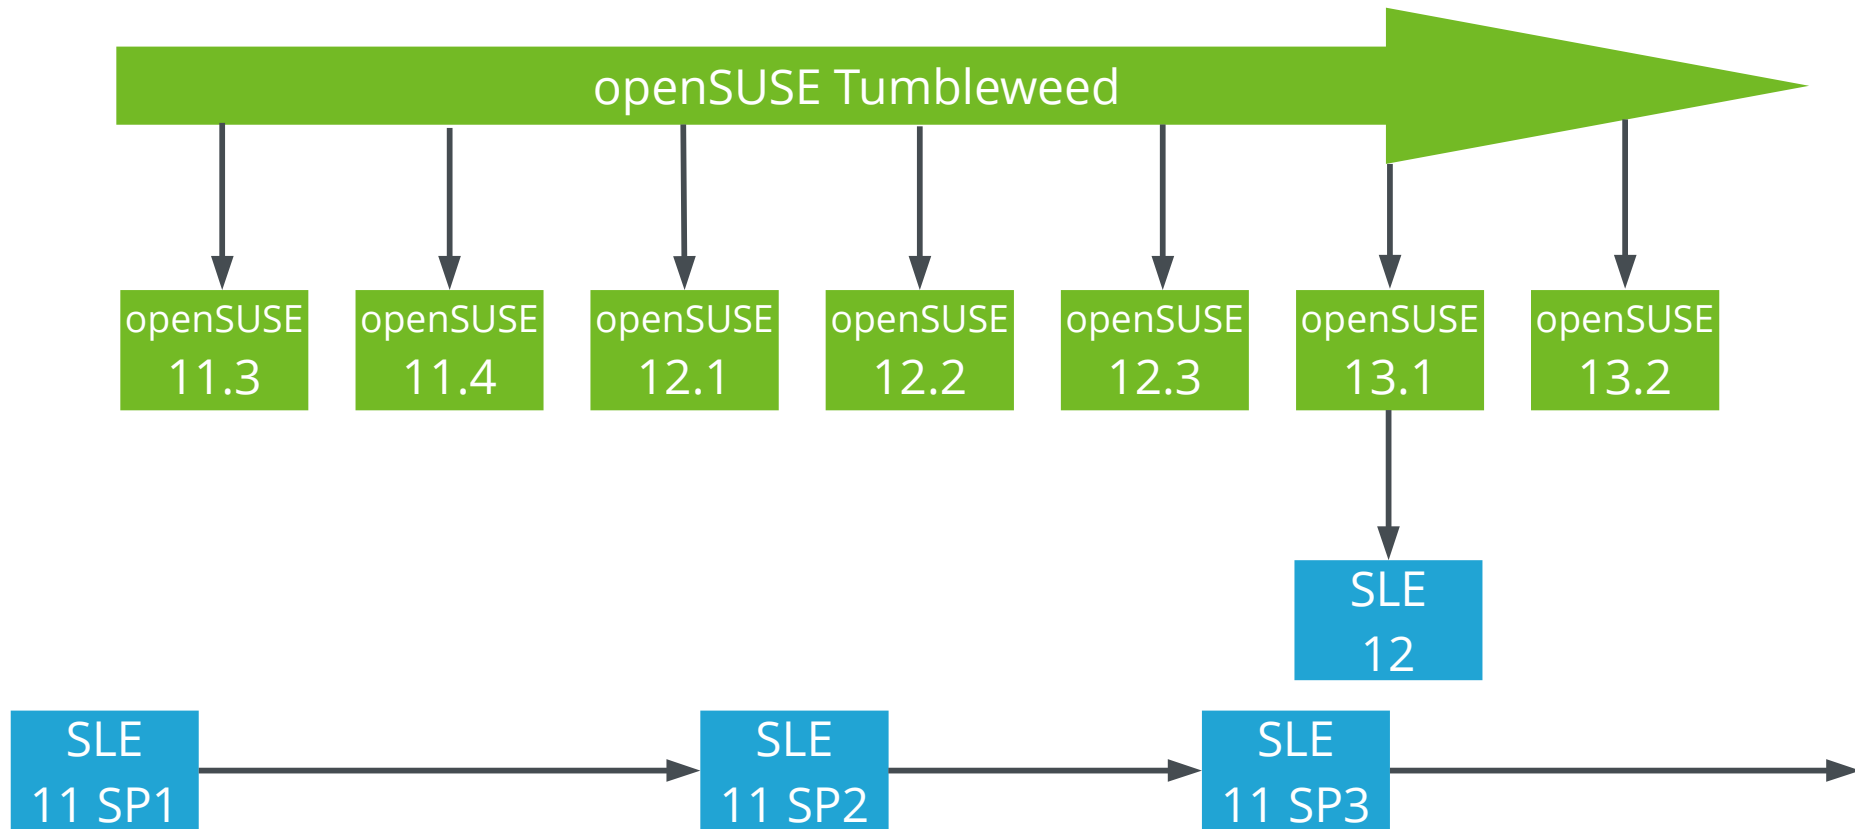 openSUSE Tumbleweed
openSUSE
11.3
openSUSE
11.4
openSUSE
12.1
openSUSE
12.2
openSUSE
12.3
openSUSE
13.1
openSUSE
13.2
SLE
12
SLE
11 SP1
SLE
11 SP2
SLE
11 SP3